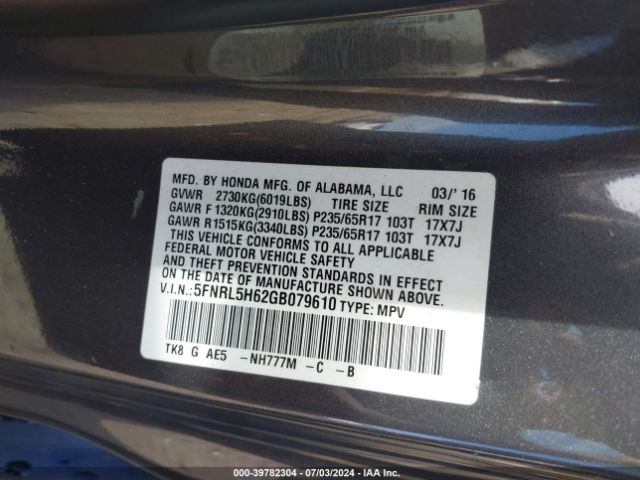 MFD. BY HONDA MFG. OF ALABAMA, LLC 03/' 16
GVWR 2730KG(6019LBS) TIRE SIZE RIM SIZE
GAWR F 1320KG(2910LBS) P235/65R17 103T 17X7J
GAWR R1515KG(3340LBS) P235/65R17 103T 17X7J
THIS VEHICLE CONFORMS TO ALL APPLICABLE
FEDERAL MOTOR VEHICLE SAFETY
AND THEFT PREVENTION STANDARDS IN EFFECT
ON THE DATE OF MANUFACTURE SHOWN ABOVE.
V.I.N.:5FNRL5H62GB079610 TYPE: MPV
TK8 G AE5 -NH777M -C -B
000-39782304 - 07/03/2024 - IAA Inc.